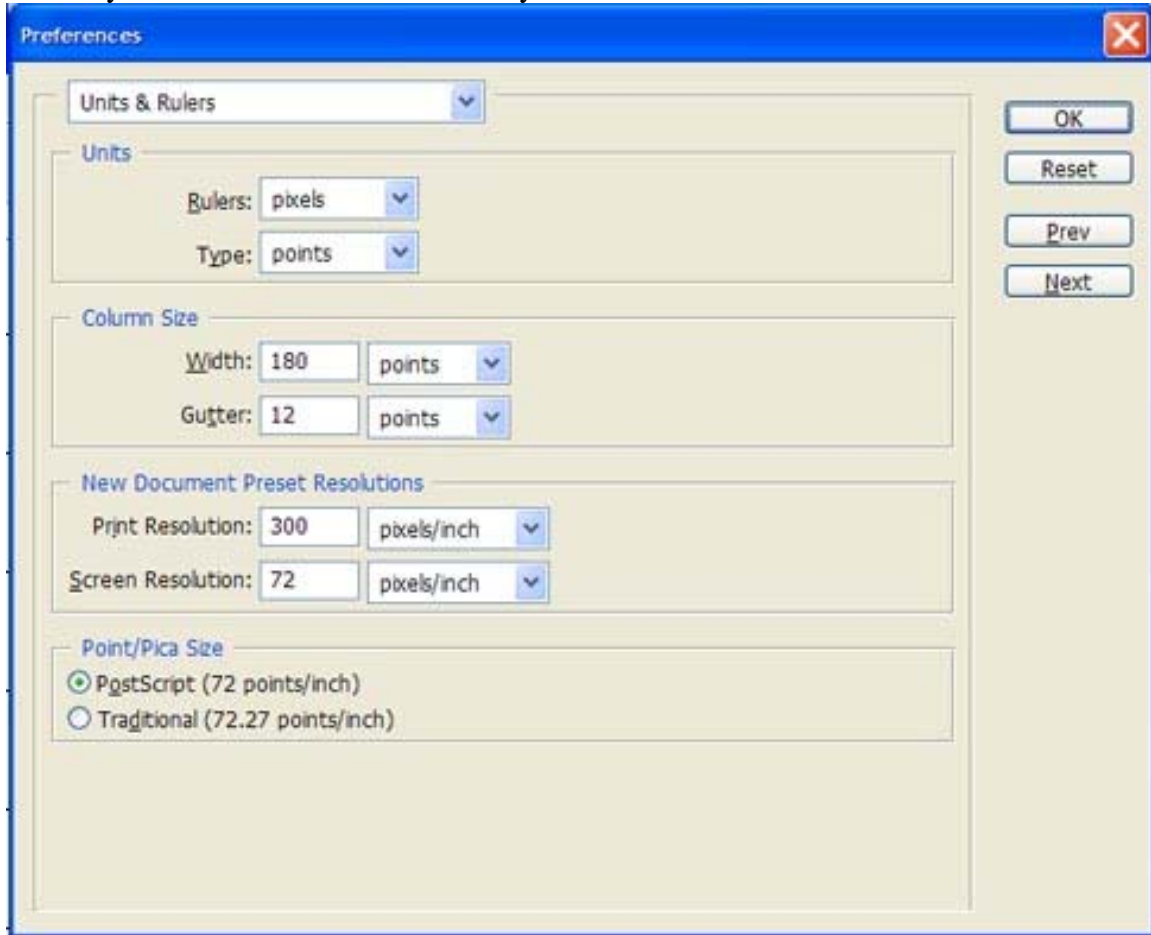 Preferences
Units & Rulers
OK
Reset
Prev
Next
Units
Rulers: pixels
Type: points
Column Size
Width: 180 points
Gutter: 12 points
New Document Preset Resolutions
Print Resolution: 300 pixels/inch
Screen Resolution: 72 pixels/inch
Point/Pica Size
PostScript (72 points/inch)
Traditional (72.27 points/inch)